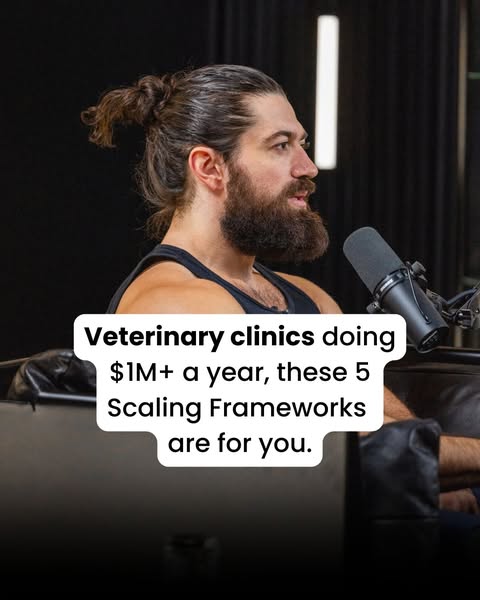 Veterinary clinics doing
$1M+ a year, these 5
Scaling Frameworks
are for you.